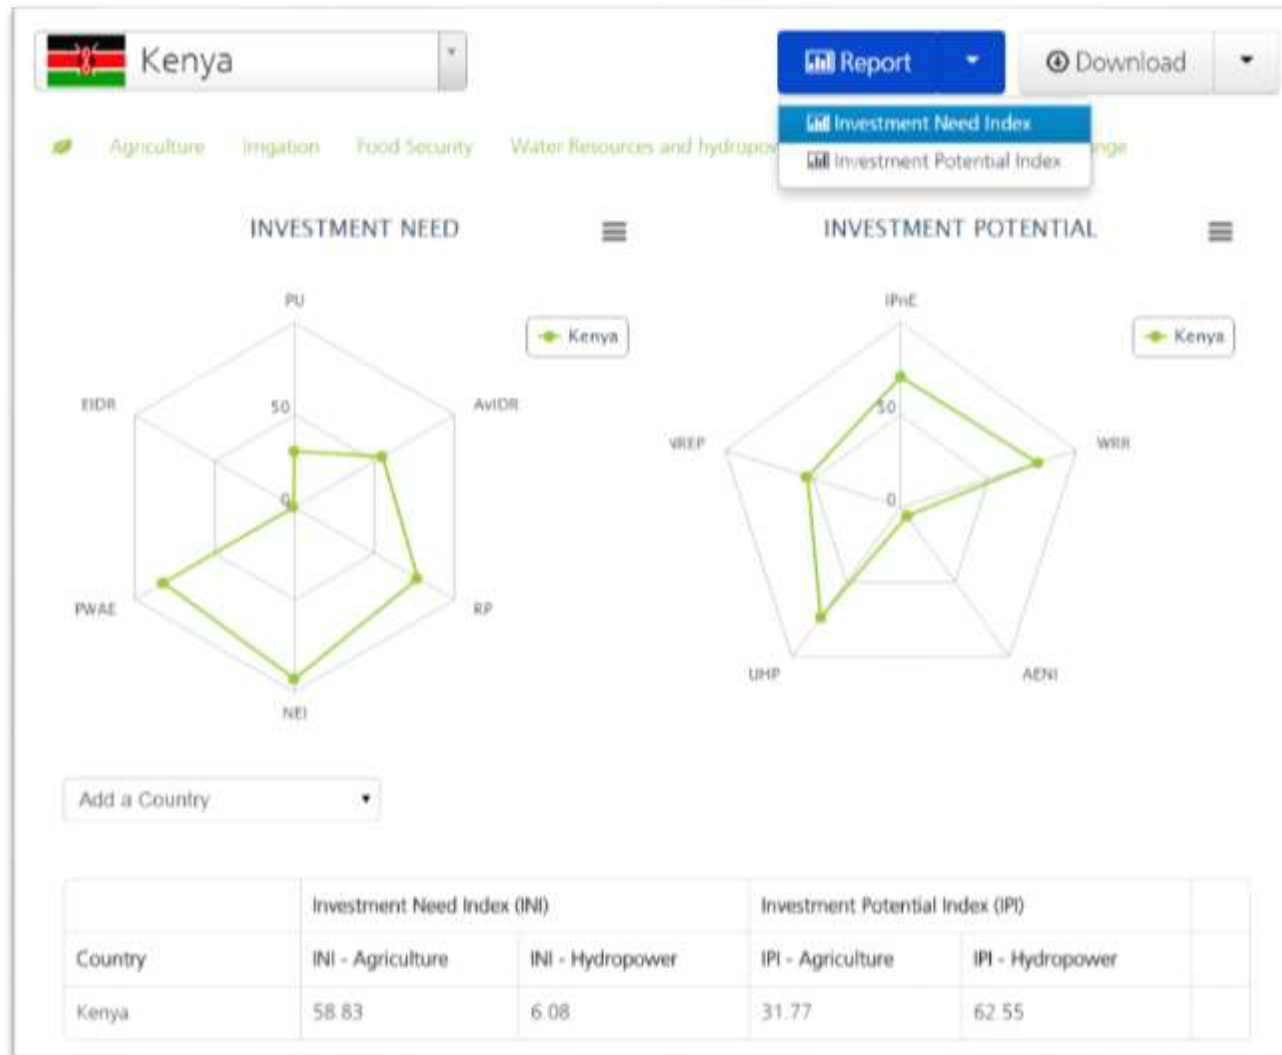 Kenya
Report
Download
Investment Need Index
Investment Potential Index
Agriculture Irrigation Food Security Water Resources and
INVESTMENT NEED
INVESTMENT POTENTIAL
PU
Kenya
EIDR
50
AvIDR
0
PWAE
RP
NEI
IPnE
Kenya
50
VREP
WRR
0
UHP
AENI
Add a Country
Investment Need Index (INI) Investment Potential Index (IPI)
Country INI - Agriculture INI - Hydropower IPI - Agriculture IPI - Hydropower
Kenya 58.83 6.08 31.77 62.55